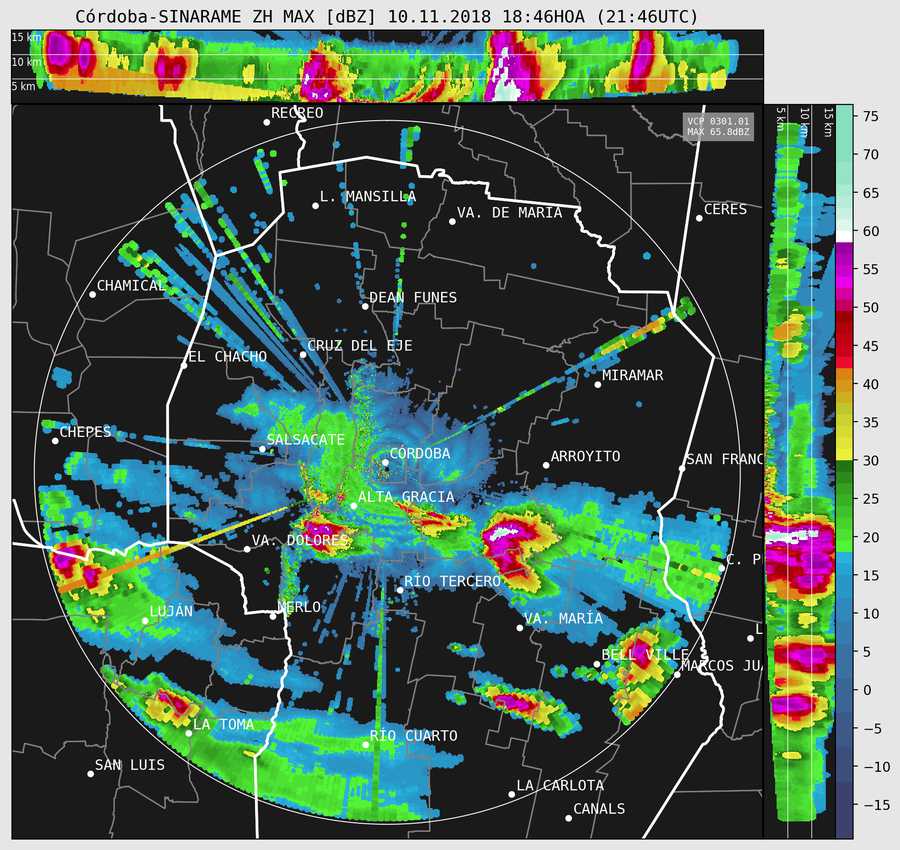 Córdoba-SINARAME ZH MAX [dBZ] 10.11.2018 18:46HOA (21:46UTC)
15 km
10 km
5 km
RECREO
VCP 0301.01
MAX 65.8dBZ
5 km
10 km
15 km
75
L. MANSILLA
VA. DE MARIA
CERES
70
65
60
55
CHAMICAL
DEAN FUNES
50
EL CHACHO
CRUZ DEL EJE
MIRAMAR
45
40
CHEPES
SALSACATE
CÓRDOBA
ARROYITO
SAN FRANC
35
30
ALTA GRACIA
25
VA. DOLORES
C. P
20
RÍO TERCERO
15
LUJÁN
MERLO
VA. MARÍA
L
10
BELL VILLE
MARCOS JUA
5
0
LA TOMA
RÍO CUARTO
−5
SAN LUIS
LA CARLOTA
−10
CANALS
−15